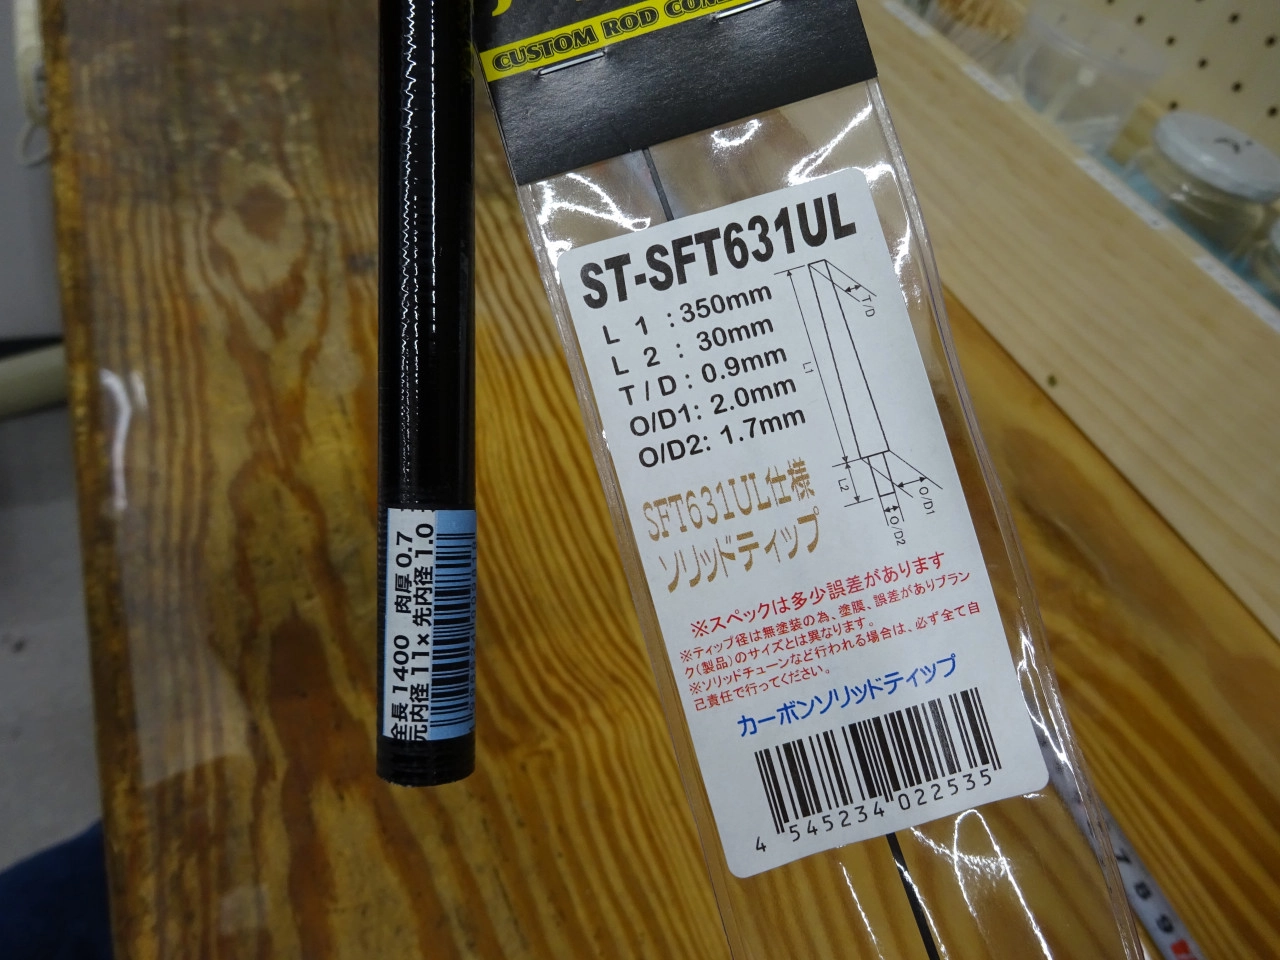 CUSTOM ROD
ST-SFT631UL
L 1 : 350mm
L 2 : 30mm
T/D : 0.9mm
O/D1: 2.0mm
O/D2: 1.7mm
T/D
L1
L2
O/D1
O/D2
SFT631UL仕様
ソリッドティップ
※スペックは多少誤差があります
※ティップ径は無塗装の為、塗膜、誤差がありブラン
ク(製品)のサイズとは異なります。
※ソリッドチューンなど行われる場合は、必ず全て自
己責任で行ってください。
カーボンソリッドティップ
4 545234 022535
全長 1400 肉厚 0.7
元内径 11× 先内径 1.0
7
8
9